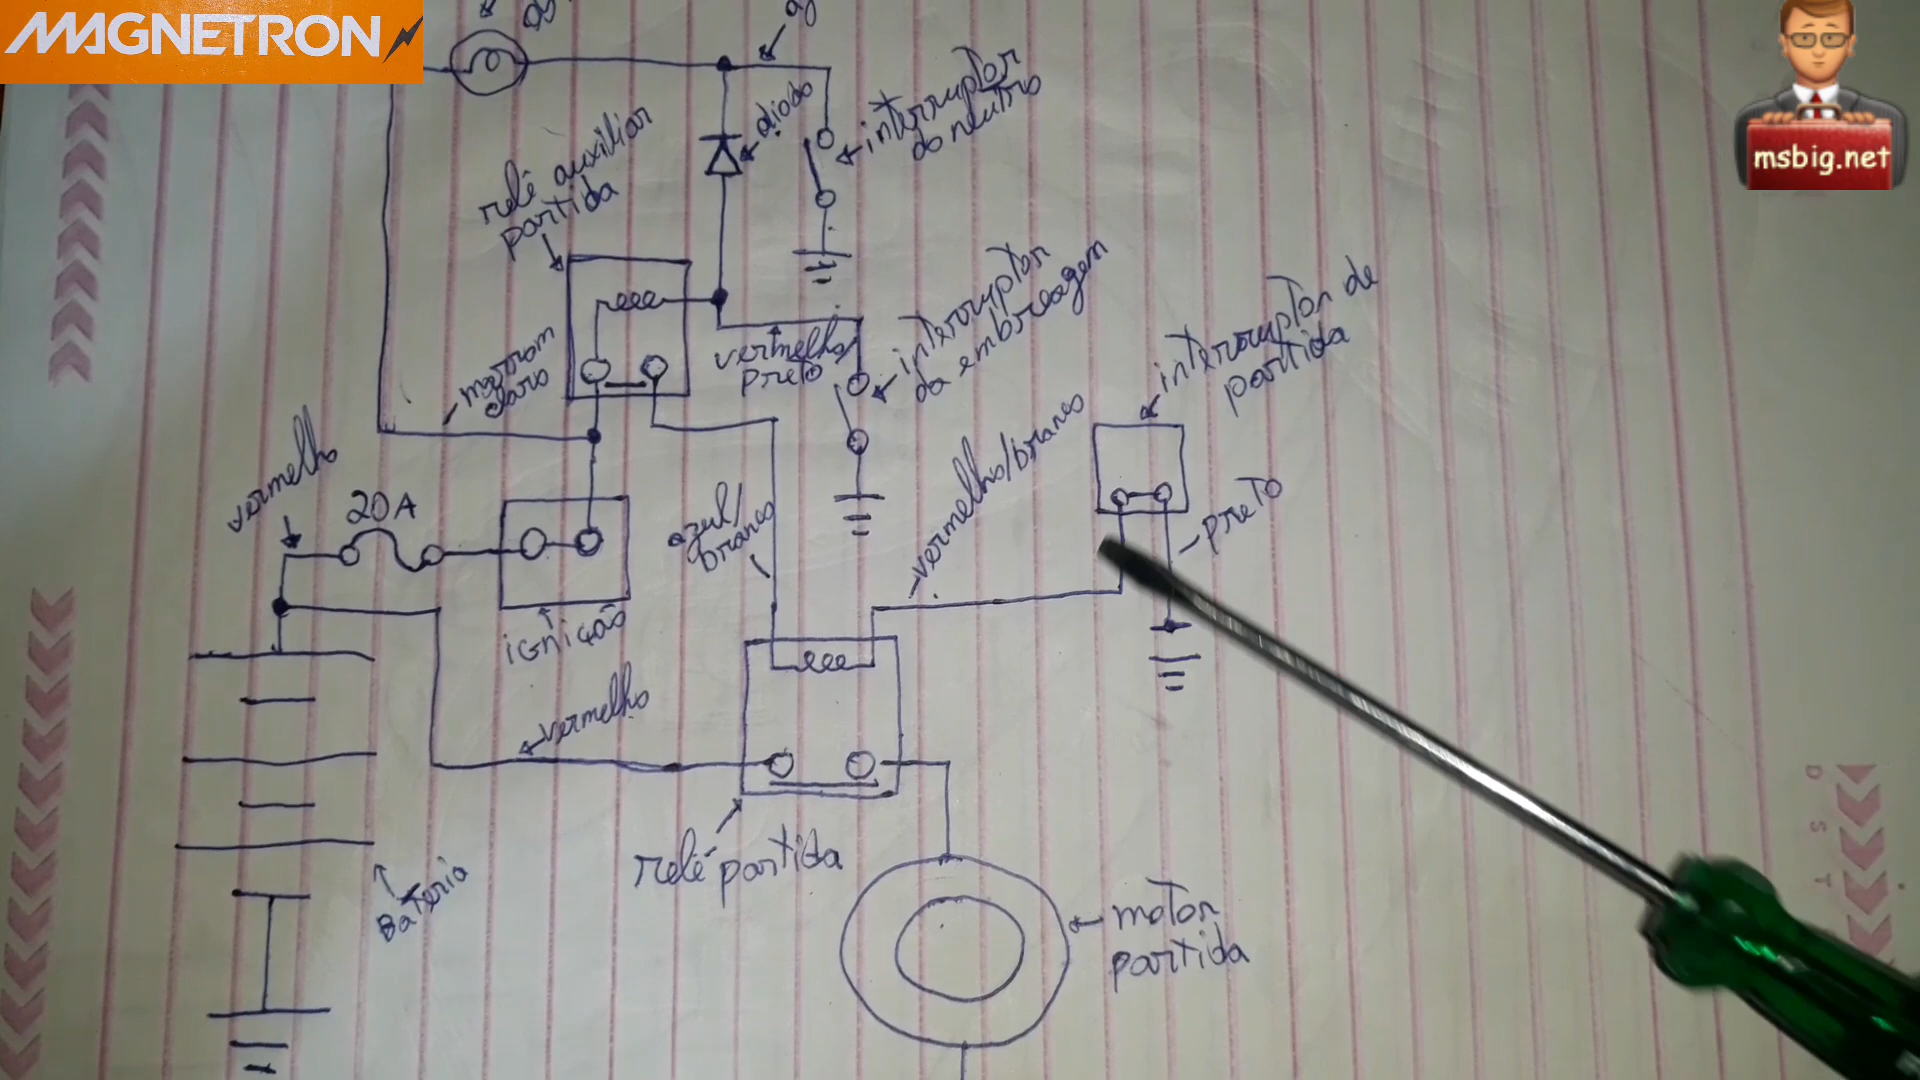 MAGNETRON
msbig.net
diodo
interruptor
do neutro
relê auxiliar
partida
interruptor
da embreagem
interruptor de
partida
vermelho/
preto
marrom
claro
vermelho
20A
vermelho/branco
preto
azul/
branco
ignição
vermelho
relê partida
Bateria
motor
partida
D
S
T